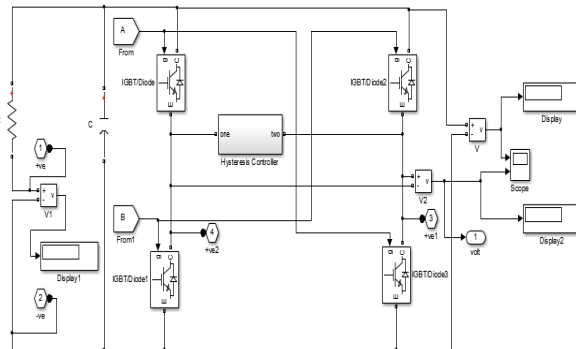 A
From
g
C
E
IGBT/Diode
g
C
E
IGBT/Diode2
C
one
two
Hysteresis Controller
+
-
v
V
Display
Scope
1
+ve
+
-
v
V1
Display1
2
-ve
+
-
v
V2
B
From1
4
+ve2
3
+ve1
1
volt
Display2
g
C
E
IGBT/Diode1
g
C
E
IGBT/Diode3